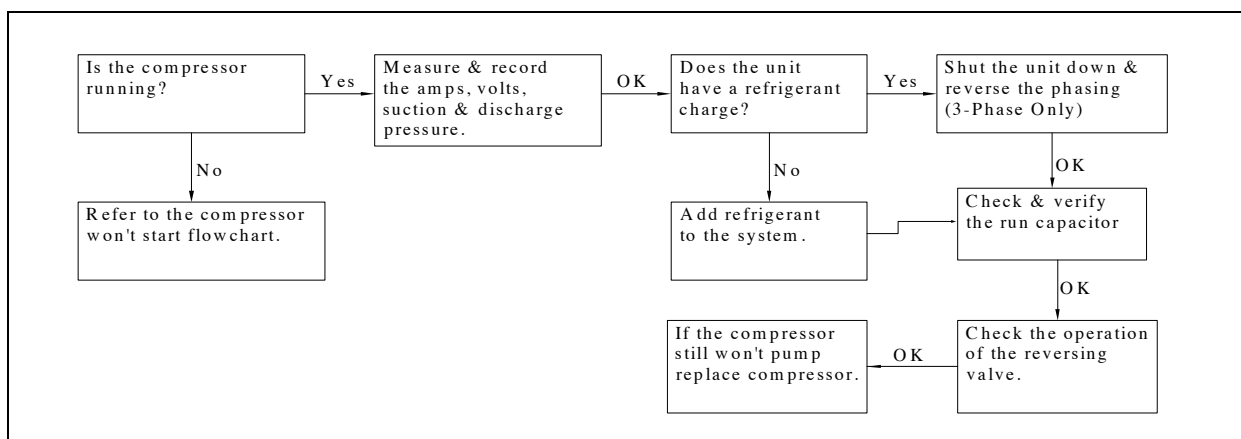 Is the compressor
running?
Yes
Measure & record
the amps, volts,
suction & discharge
pressure.
OK
Does the unit
have a refrigerant
charge?
Yes
Shut the unit down &
reverse the phasing
(3-Phase Only)
No
No
OK
Refer to the compressor
won't start flowchart.
Add refrigerant
to the system.
Check & verify
the run capacitor
OK
If the compressor
still won't pump
replace compressor.
OK
Check the operation
of the reversing
valve.